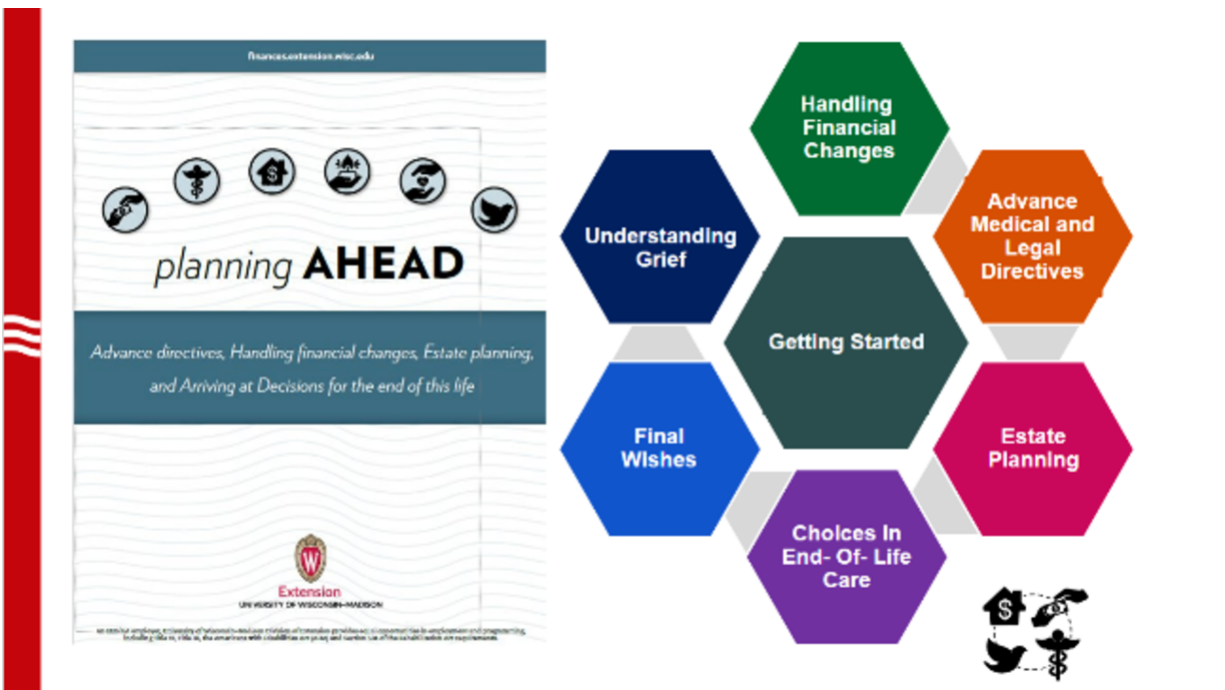 finances.extension.wisc.edu
planning AHEAD
Advance directives, Handling financial changes, Estate planning,
and Arriving at Decisions for the end of this life
W
Extension
UNIVERSITY OF WISCONSIN–MADISON
Handling
Financial
Changes
Advance
Medical and
Legal
Directives
Estate
Planning
Choices In
End- Of- Life
Care
Final
WIshes
Understanding
Grief
Getting Started